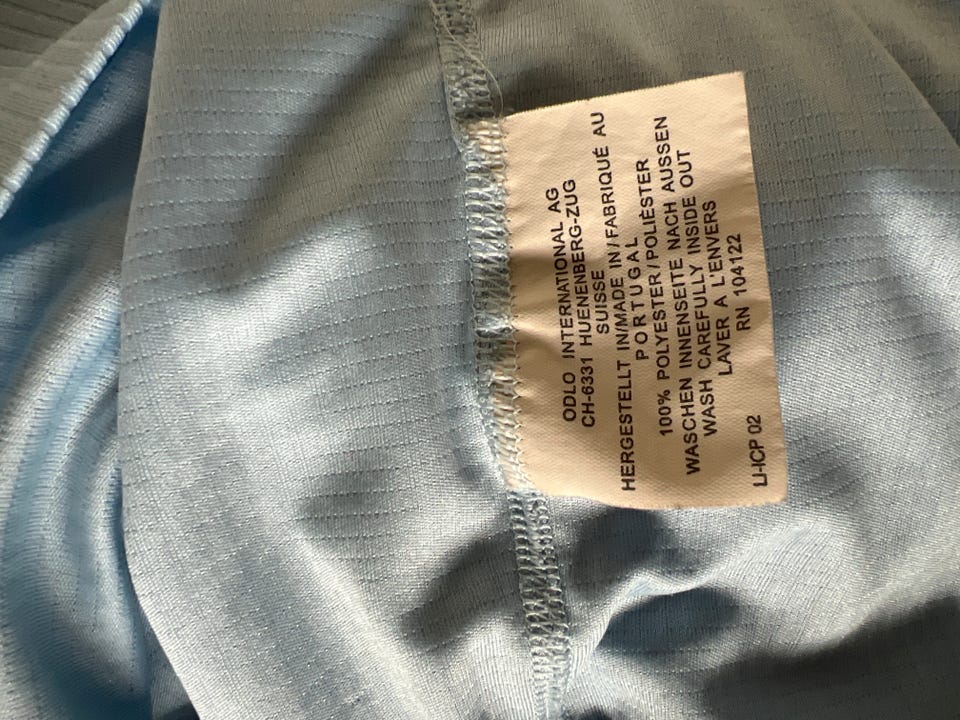 ODLO INTERNATIONAL AG
CH-6331 HUENENBERG-ZUG
SUISSE
HERGESTELLT IN/MADE IN/FABRIQUÉ AU
PORTUGAL
100% POLYESTER/POLIÈSTER
WASCHEN INNENSEITE NACH AUSSEN
WASH CAREFULLY INSIDE OUT
LAVER A L'ENVERS
RN 104122
LI-ICP 02